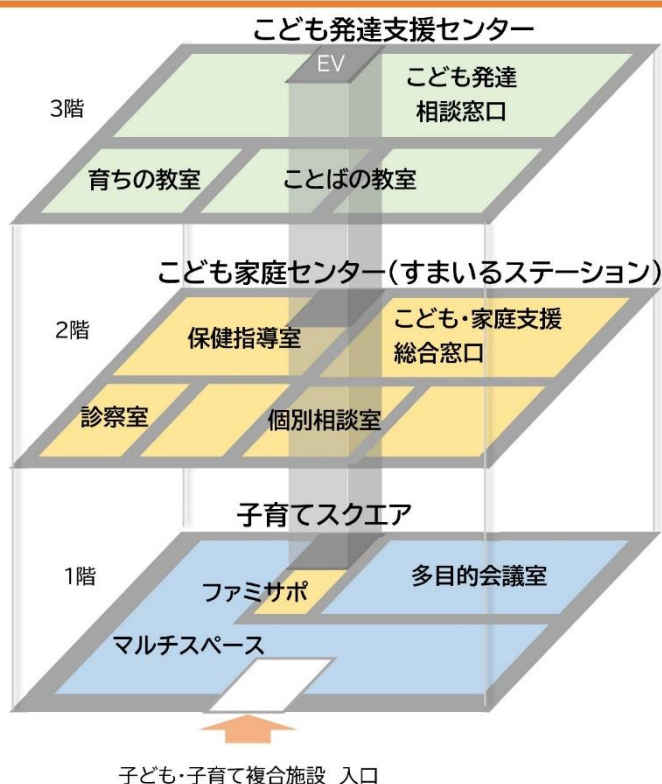 こども発達支援センター
EV
3階
こども発達
相談窓口
育ちの教室
ことばの教室
こども家庭センター(すまいるステーション)
2階
保健指導室
こども・家庭支援
総合窓口
診察室
個別相談室
子育てスクエア
1階
ファミサポ
多目的会議室
マルチスペース
子ども・子育て複合施設 入口